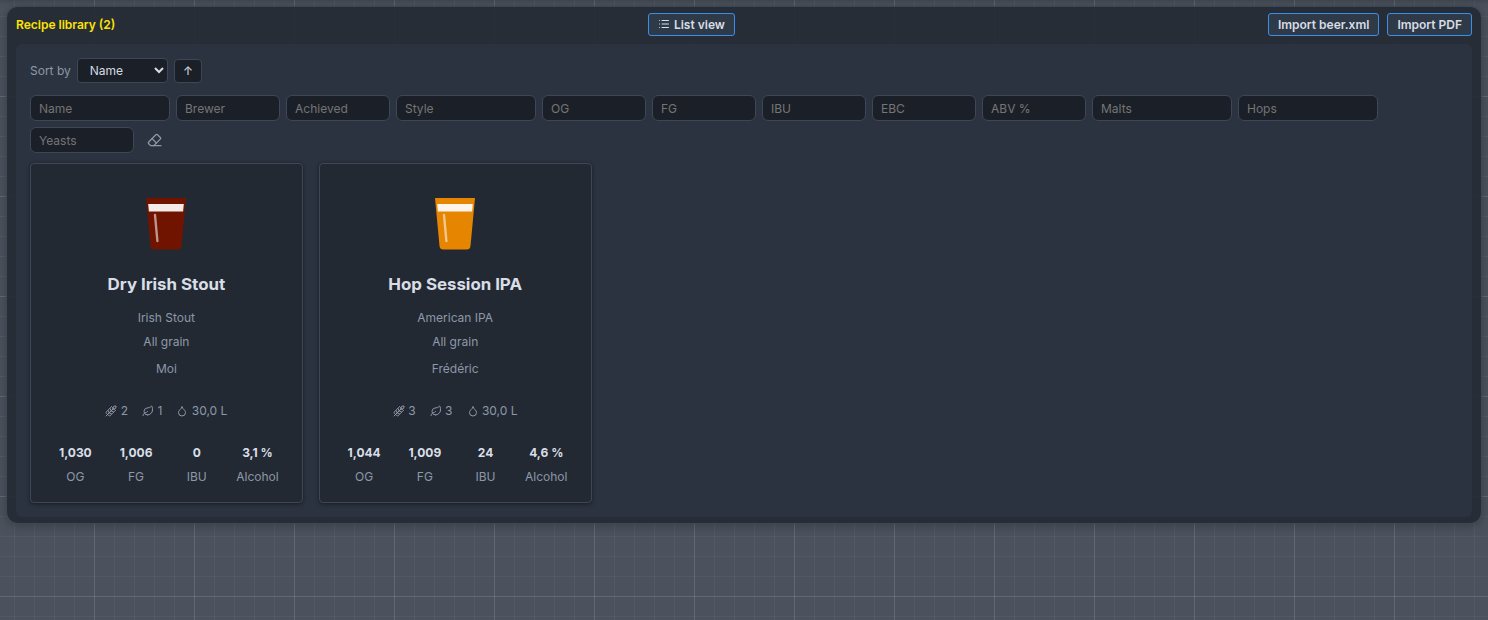 Recipe library (2)
List view
Import beer.xml
Import PDF
Sort by
Name
Name
Brewer
Achieved
Style
OG
FG
IBU
EBC
ABV %
Malts
Hops
Yeasts
Dry Irish Stout
Irish Stout
All grain
Moi
2 1 30,0 L
1,030 1,006 0 3,1 %
OG FG IBU Alcohol
Hop Session IPA
American IPA
All grain
Frédéric
3 3 30,0 L
1,044 1,009 24 4,6 %
OG FG IBU Alcohol